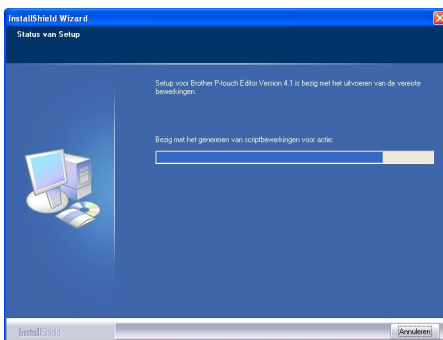 InstallShield Wizard
Status van Setup
Setup voor Brother P-touch Editor Version 4.1 is bezig met het uitvoeren van de vereiste
bewerkingen.
Bezig met het genereren van scriptbewerkingen voor actie:
InstallShield
Annuleren